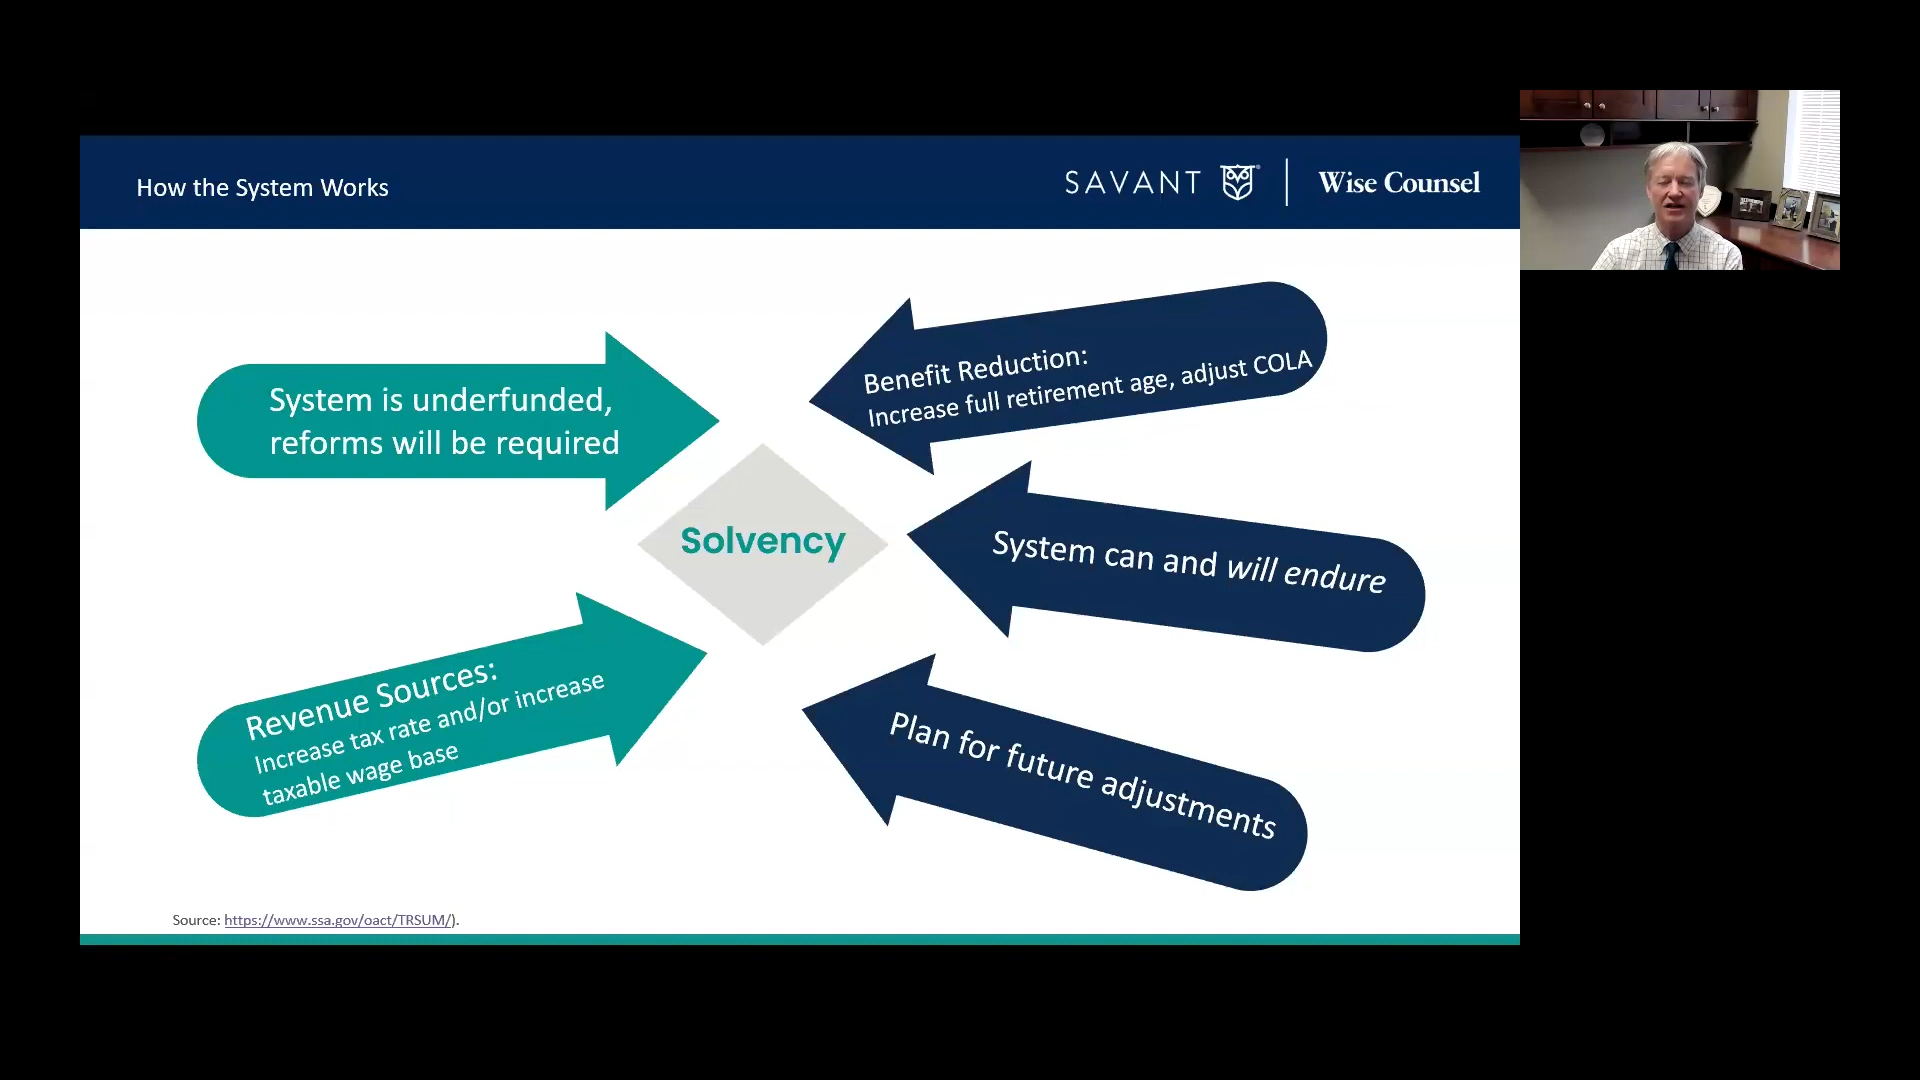 How the System Works
SAVANT
Wise Counsel
System is underfunded,
reforms will be required
Benefit Reduction:
Increase full retirement age, adjust COLA
Solvency
System can and will endure
Revenue Sources:
Increase tax rate and/or increase
taxable wage base
Plan for future adjustments
Source: https://www.ssa.gov/oact/TRSUM/).